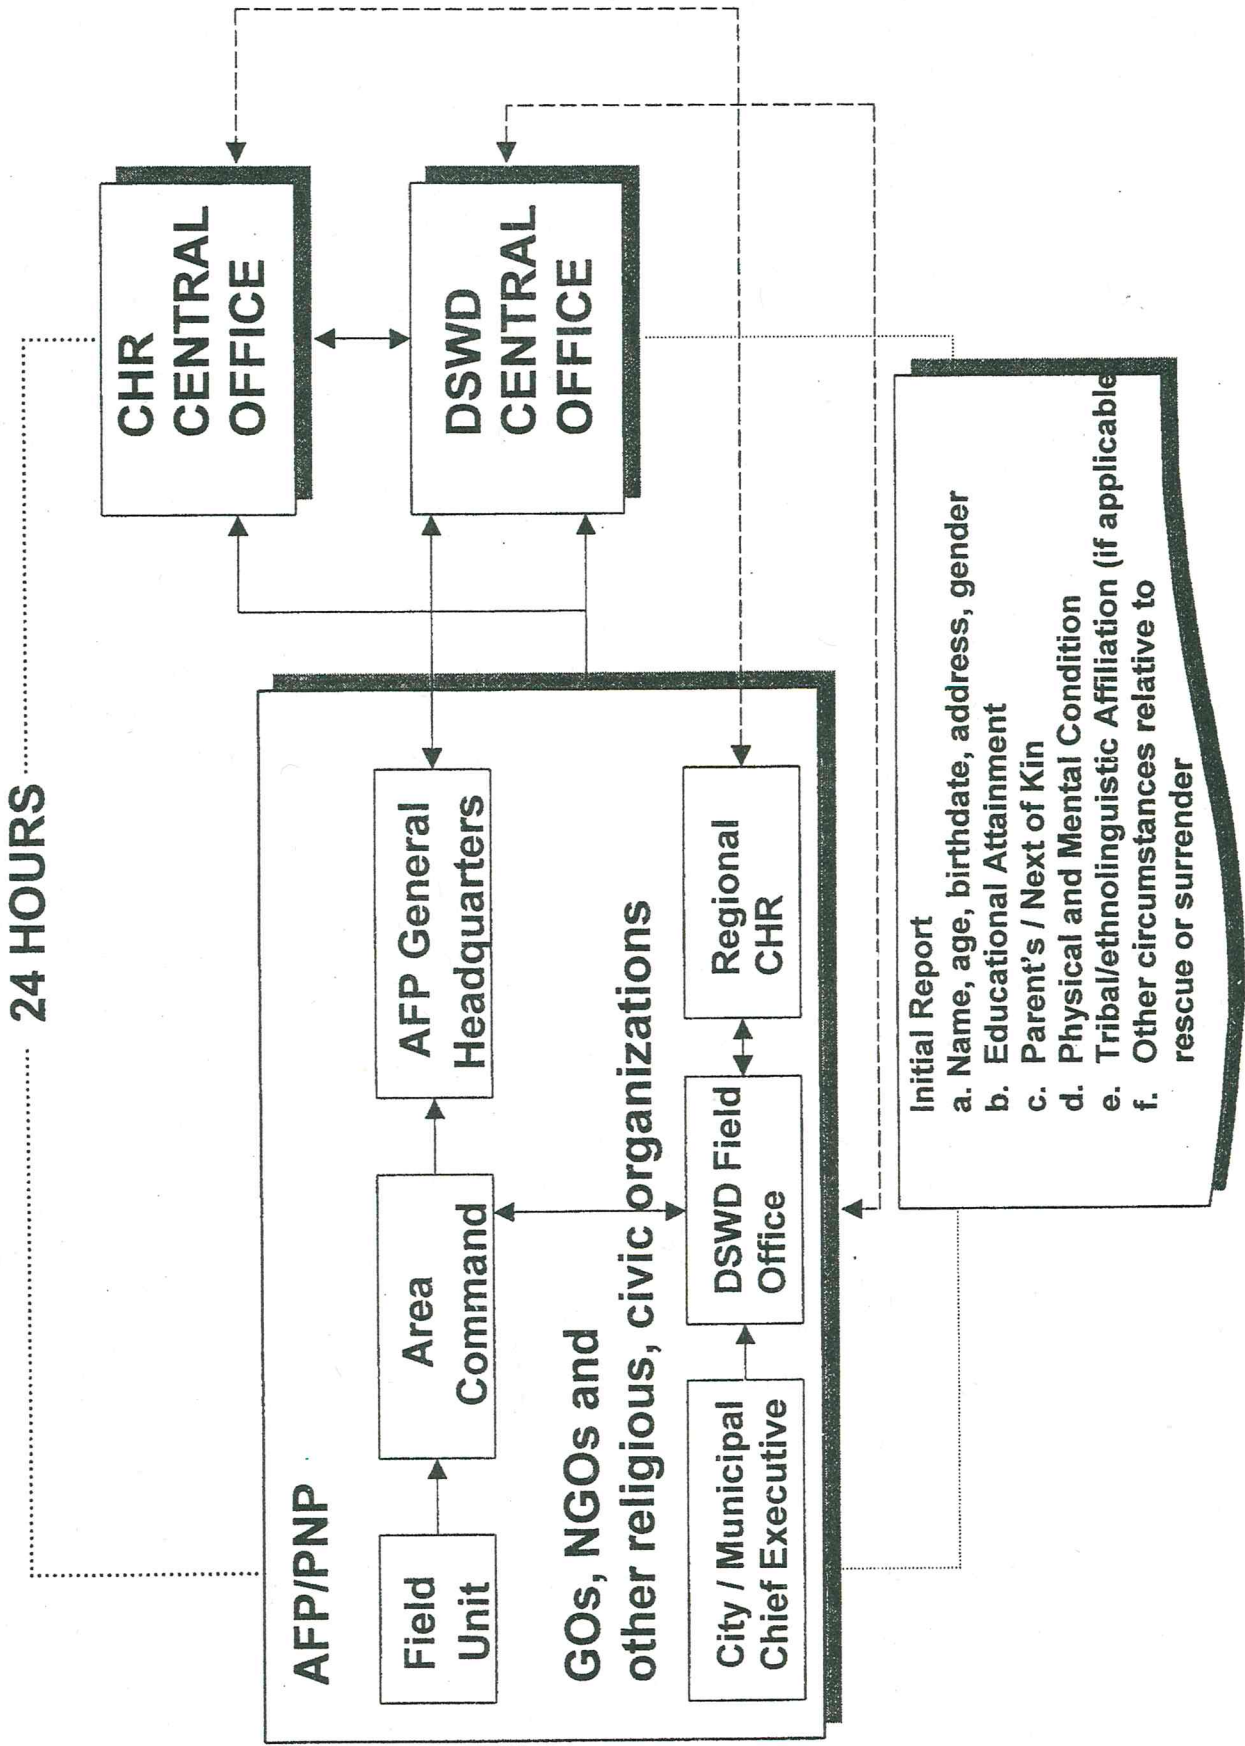 24 HOURS
AFP/PNP
Field
Unit
Area
Command
AFP General
Headquarters
GOs, NGOs and
other religious, civic organizations
City / Municipal
Chief Executive
DSWD Field
Office
Regional
CHR
CHR
CENTRAL
OFFICE
DSWD
CENTRAL
OFFICE
Initial Report
a. Name, age, birthdate, address, gender
b. Educational Attainment
c. Parent's / Next of Kin
d. Physical and Mental Condition
e. Tribal/ethnolinguistic Affiliation (if applicable
f. Other circumstances relative to
rescue or surrender